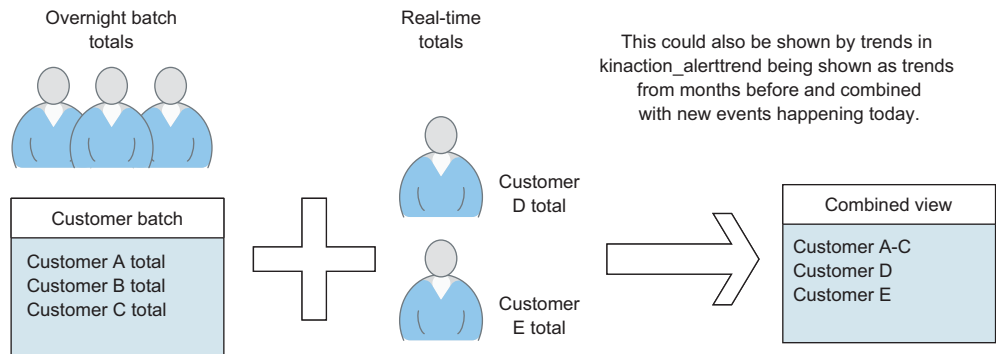 Overnight batch
totals
Real-time
totals
This could also be shown by trends in
kinaction_alerttrend being shown as trends
from months before and combined
with new events happening today.
Customer batch
Customer A total
Customer B total
Customer C total
Customer
D total
Customer
E total
Combined view
Customer A-C
Customer D
Customer E